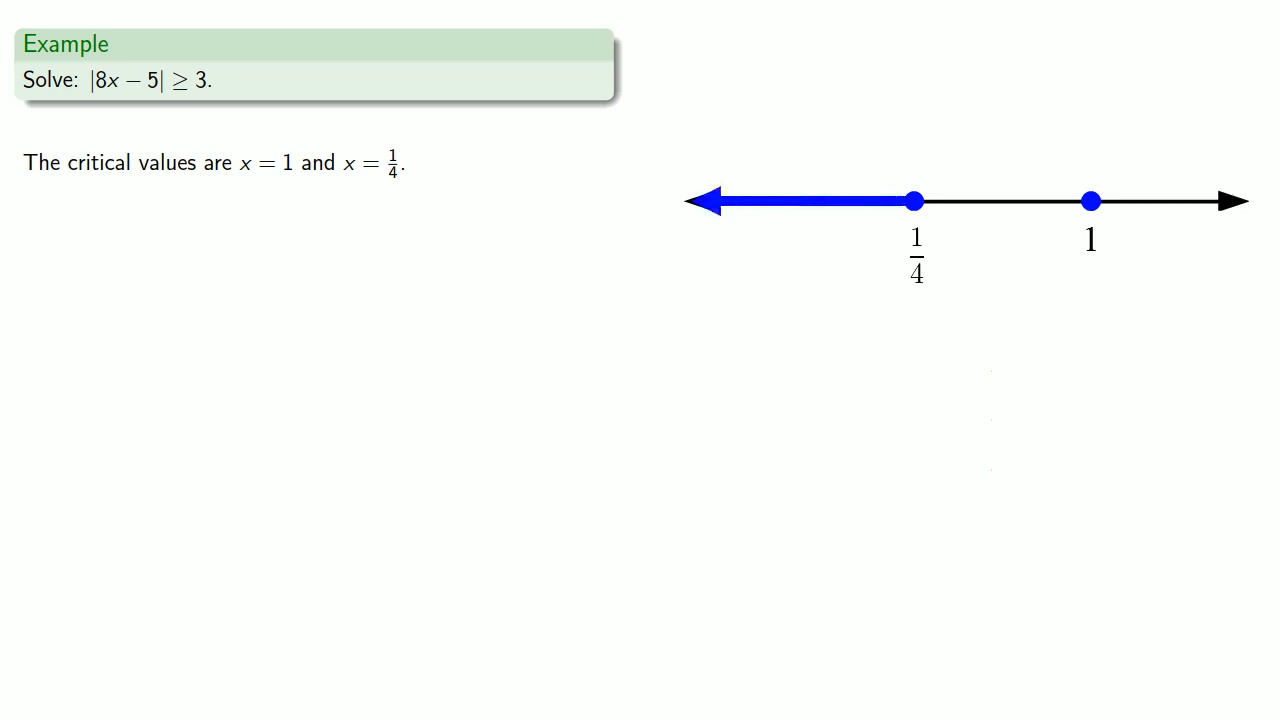 Example
Solve: |8x − 5| ≥ 3.
The critical values are x = 1 and x = 1/4.
1/4
1